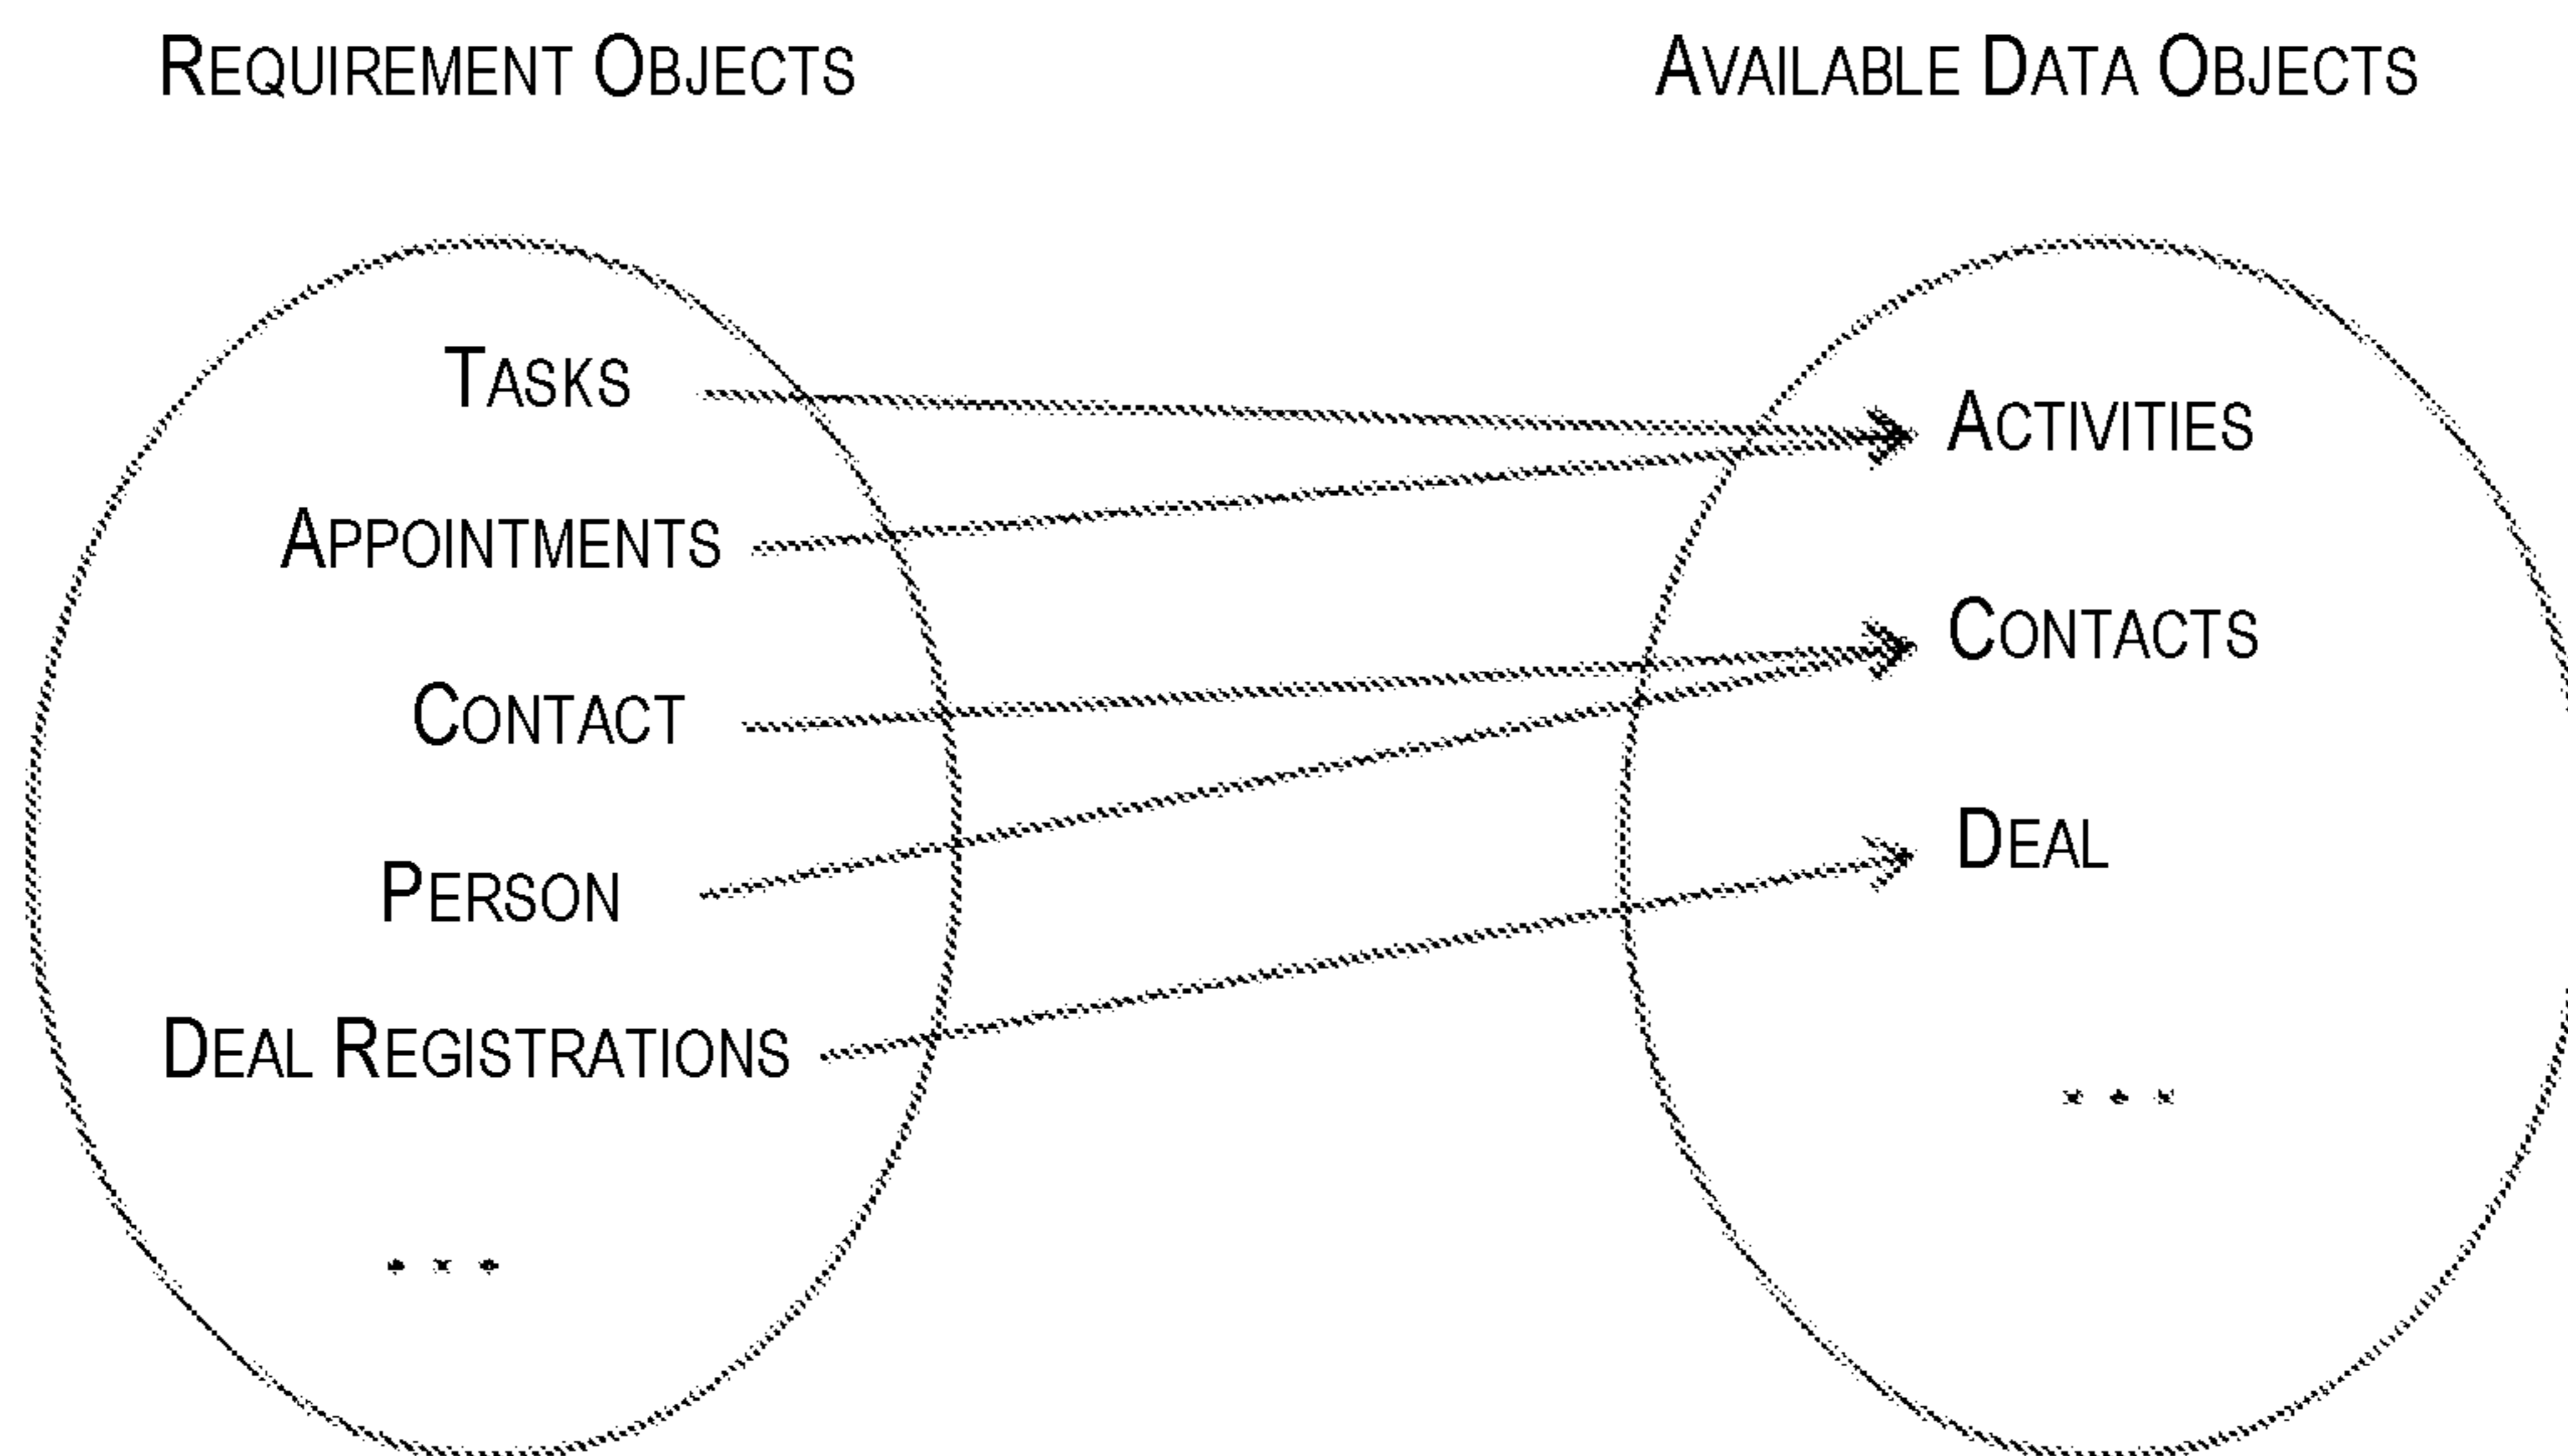 REQUIREMENT OBJECTS
AVAILABLE DATA OBJECTS
TASKS
APPOINTMENTS
CONTACT
PERSON
DEAL REGISTRATIONS
...
ACTIVITIES
CONTACTS
DEAL
...